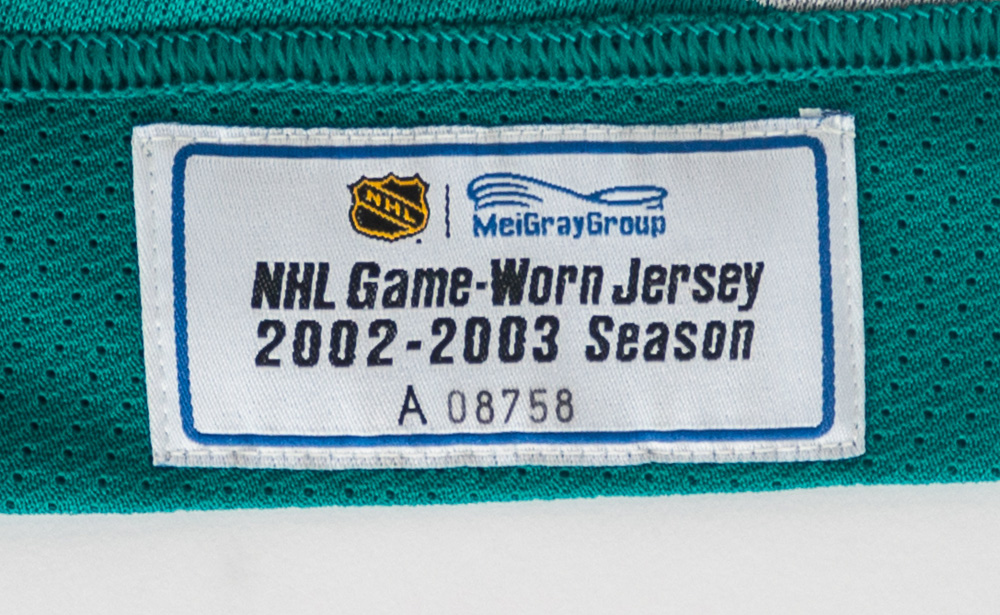 NHL | MeiGrayGroup
NHL Game-Worn Jersey
2002-2003 Season
A 08758